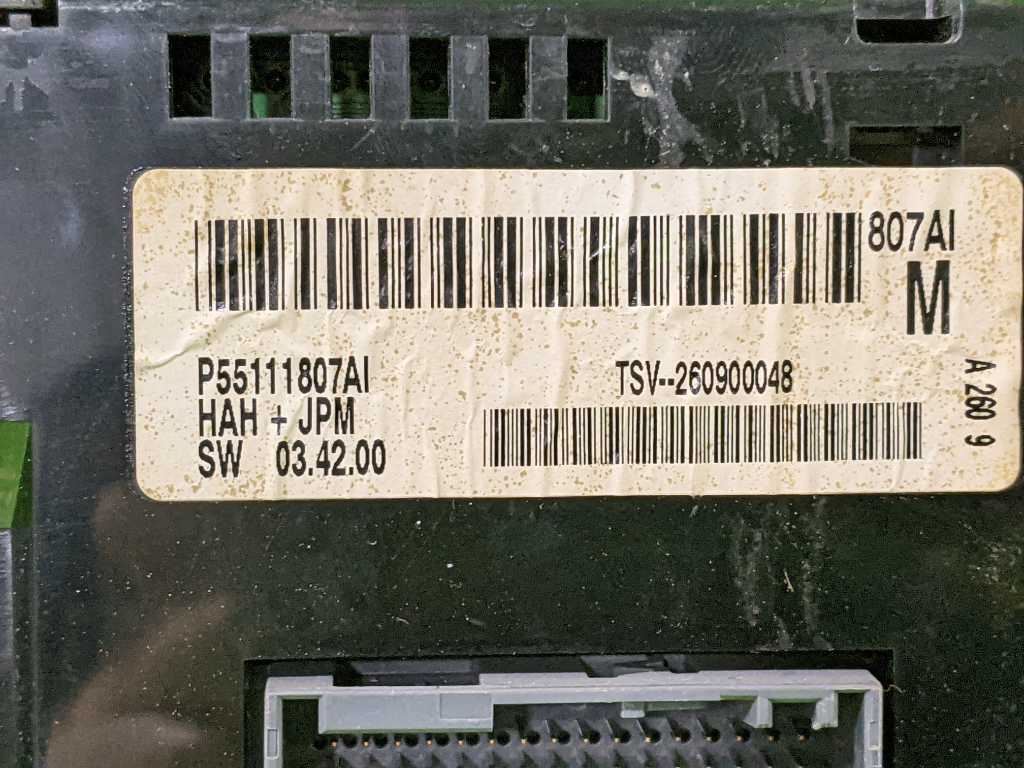 807AI
M
P55111807AI
HAH + JPM
SW 03.42.00
TSV--260900048
A 260 9